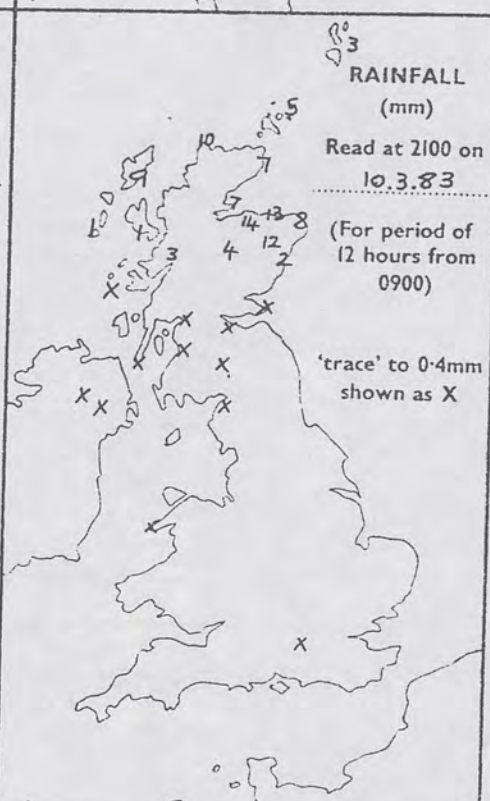 3
RAINFALL
(mm)
Read at 2100 on
10.3.83
(For period of
12 hours from
0900)
'trace' to 0·4mm
shown as X
5
10
7
7
13
8
14
6
12
3
4
2
X
X
X
X
X
X
X
X
X
X
X
X
X